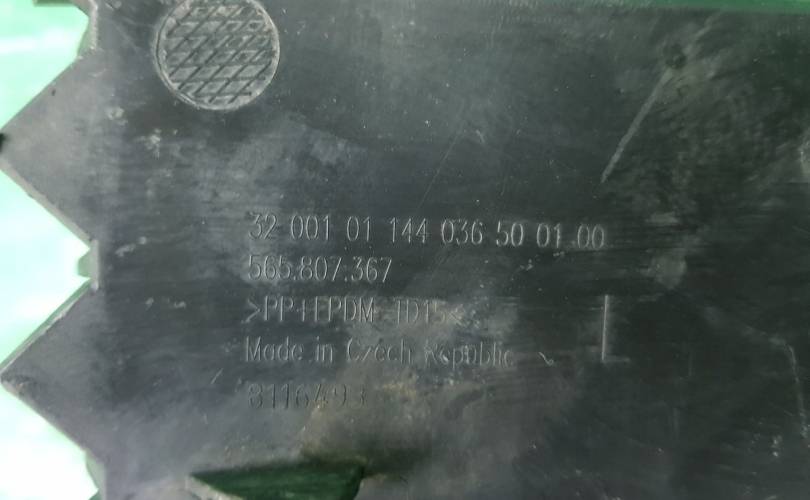 32 001 01 144 036 50 01.00
565.807.367
>PP+EPDM-TD15<
Made in Czech Republic
L